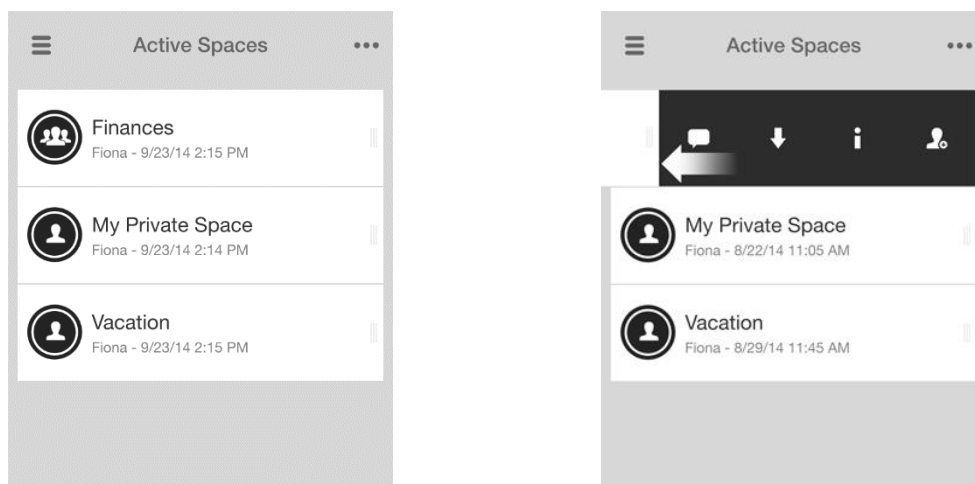 Active Spaces
Finances
Fiona - 9/23/14 2:15 PM
My Private Space
Fiona - 9/23/14 2:14 PM
Vacation
Fiona - 9/23/14 2:15 PM
Active Spaces
My Private Space
Fiona - 8/22/14 11:05 AM
Vacation
Fiona - 8/29/14 11:45 AM